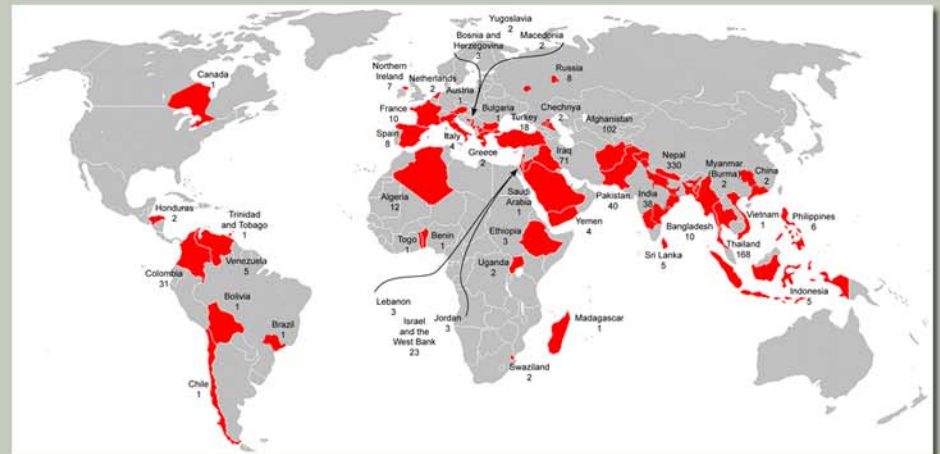 Yugoslavia
2
Bosnia and
Herzegovina
3
Macedonia
2
Canada
1
Northern
Ireland
7
Netherlands
2
Austria
1
Russia
8
France
10
Bulgaria
1
Chechnya
2
Turkey
18
Afghanistan
102
Spain
8
Italy
4
Greece
2
Iraq
71
Nepal
330
Myanmar
(Burma)
2
China
2
Algeria
12
Saudi
Arabia
1
Pakistan
40
India
38
Honduras
2
Trinidad
and Tobago
1
Togo
1
Benin
1
Ethiopia
3
Yemen
4
Bangladesh
10
Vietnam
1
Philippines
6
Venezuela
5
Colombia
31
Uganda
2
Sri Lanka
5
Thailand
168
Indonesia
5
Bolivia
1
Lebanon
3
Israel
and the
West Bank
23
Jordan
3
Madagascar
1
Brazil
1
Swaziland
2
Chile
1